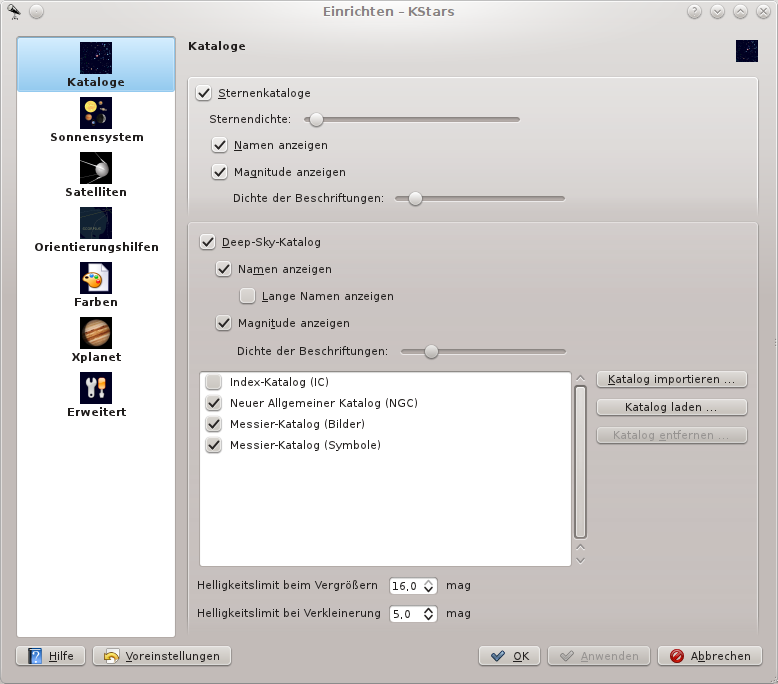 Einrichten – KStars
Kataloge
Sonnensystem
Satelliten
Orientierungshilfen
Farben
Xplanet
Erweitert
Kataloge
Sternenkataloge
Sternendichte:
Namen anzeigen
Magnitude anzeigen
Dichte der Beschriftungen:
Deep-Sky-Katalog
Namen anzeigen
Lange Namen anzeigen
Magnitude anzeigen
Dichte der Beschriftungen:
Index-Katalog (IC)
Neuer Allgemeiner Katalog (NGC)
Messier-Katalog (Bilder)
Messier-Katalog (Symbole)
Katalog importieren ...
Katalog laden ...
Katalog entfernen ...
Helligkeitslimit beim Vergrößern 16,0 mag
Helligkeitslimit bei Verkleinerung 5,0 mag
Hilfe Voreinstellungen OK Anwenden Abbrechen